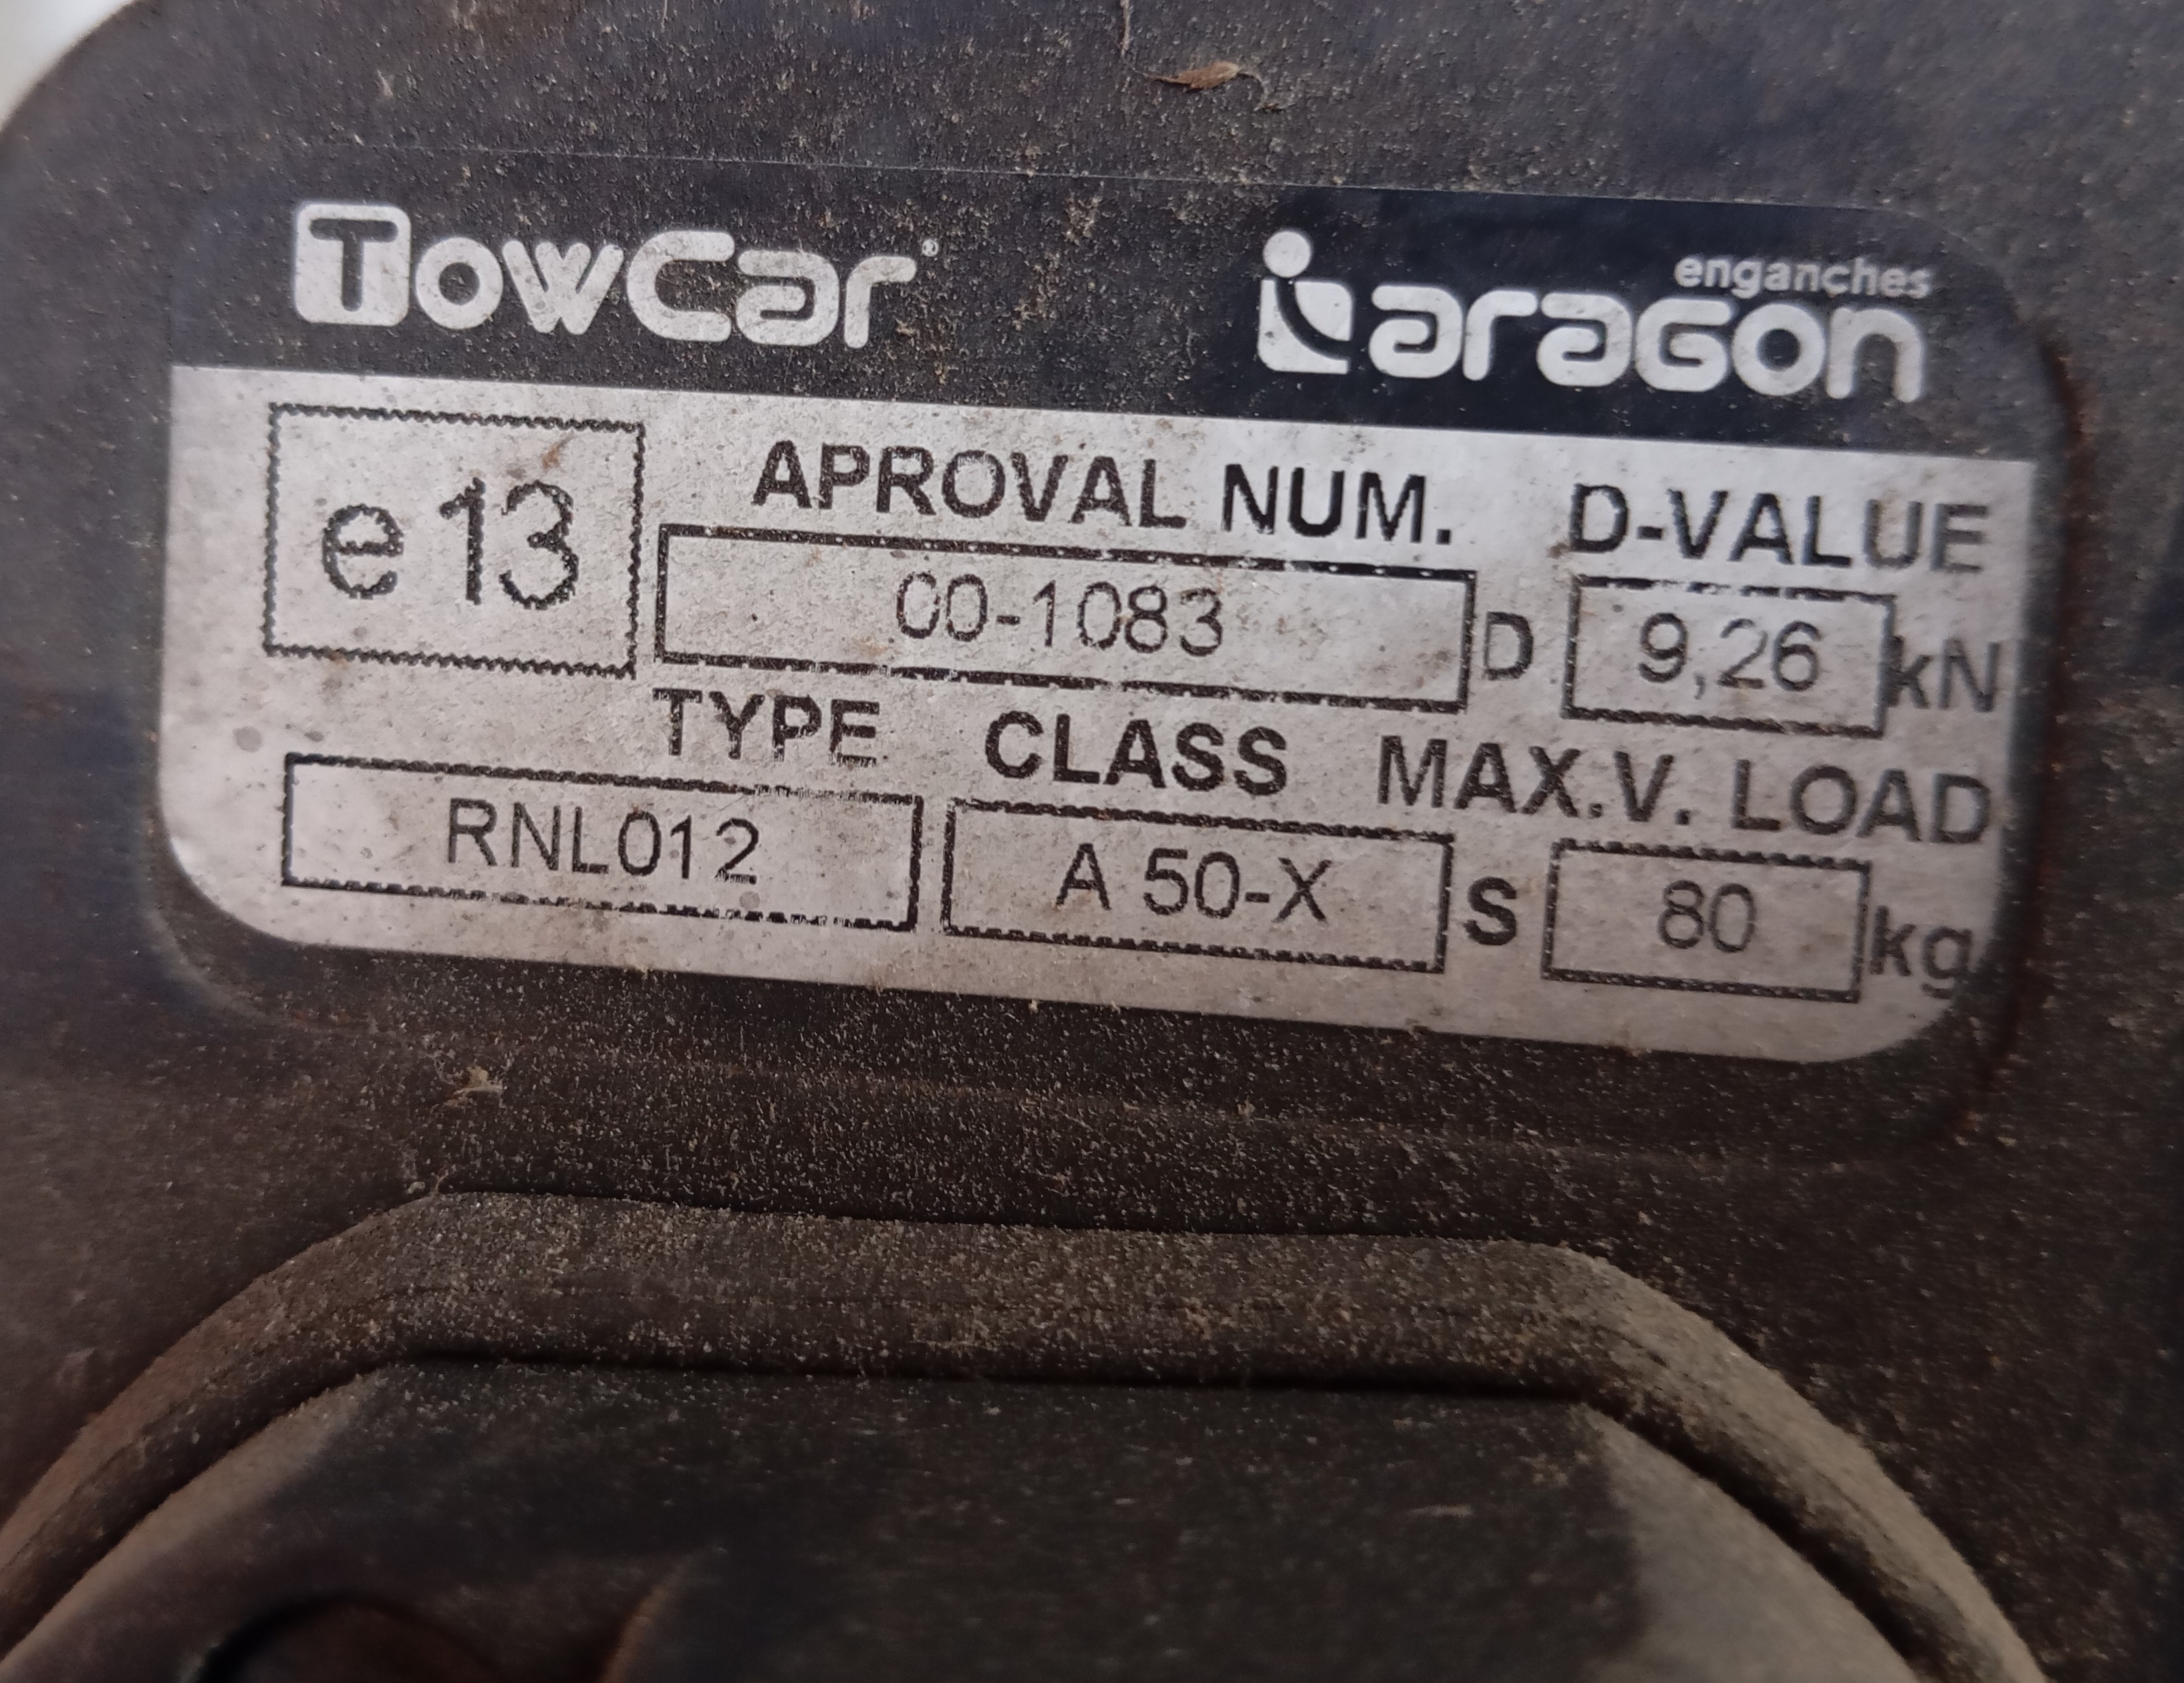 TowCar
enganches
aragon
e13
APROVAL NUM.
D-VALUE
00-1083
D 9,26 kN
TYPE
CLASS
MAX.V. LOAD
RNL012
A 50-X
S 80 kg